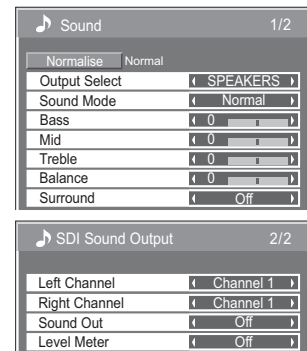 Sound 1/2
Normalise Normal
Output Select SPEAKERS
Sound Mode Normal
Bass 0
Mid 0
Treble 0
Balance 0
Surround Off
SDI Sound Output 2/2
Left Channel Channel 1
Right Channel Channel 1
Sound Out Off
Level Meter Off